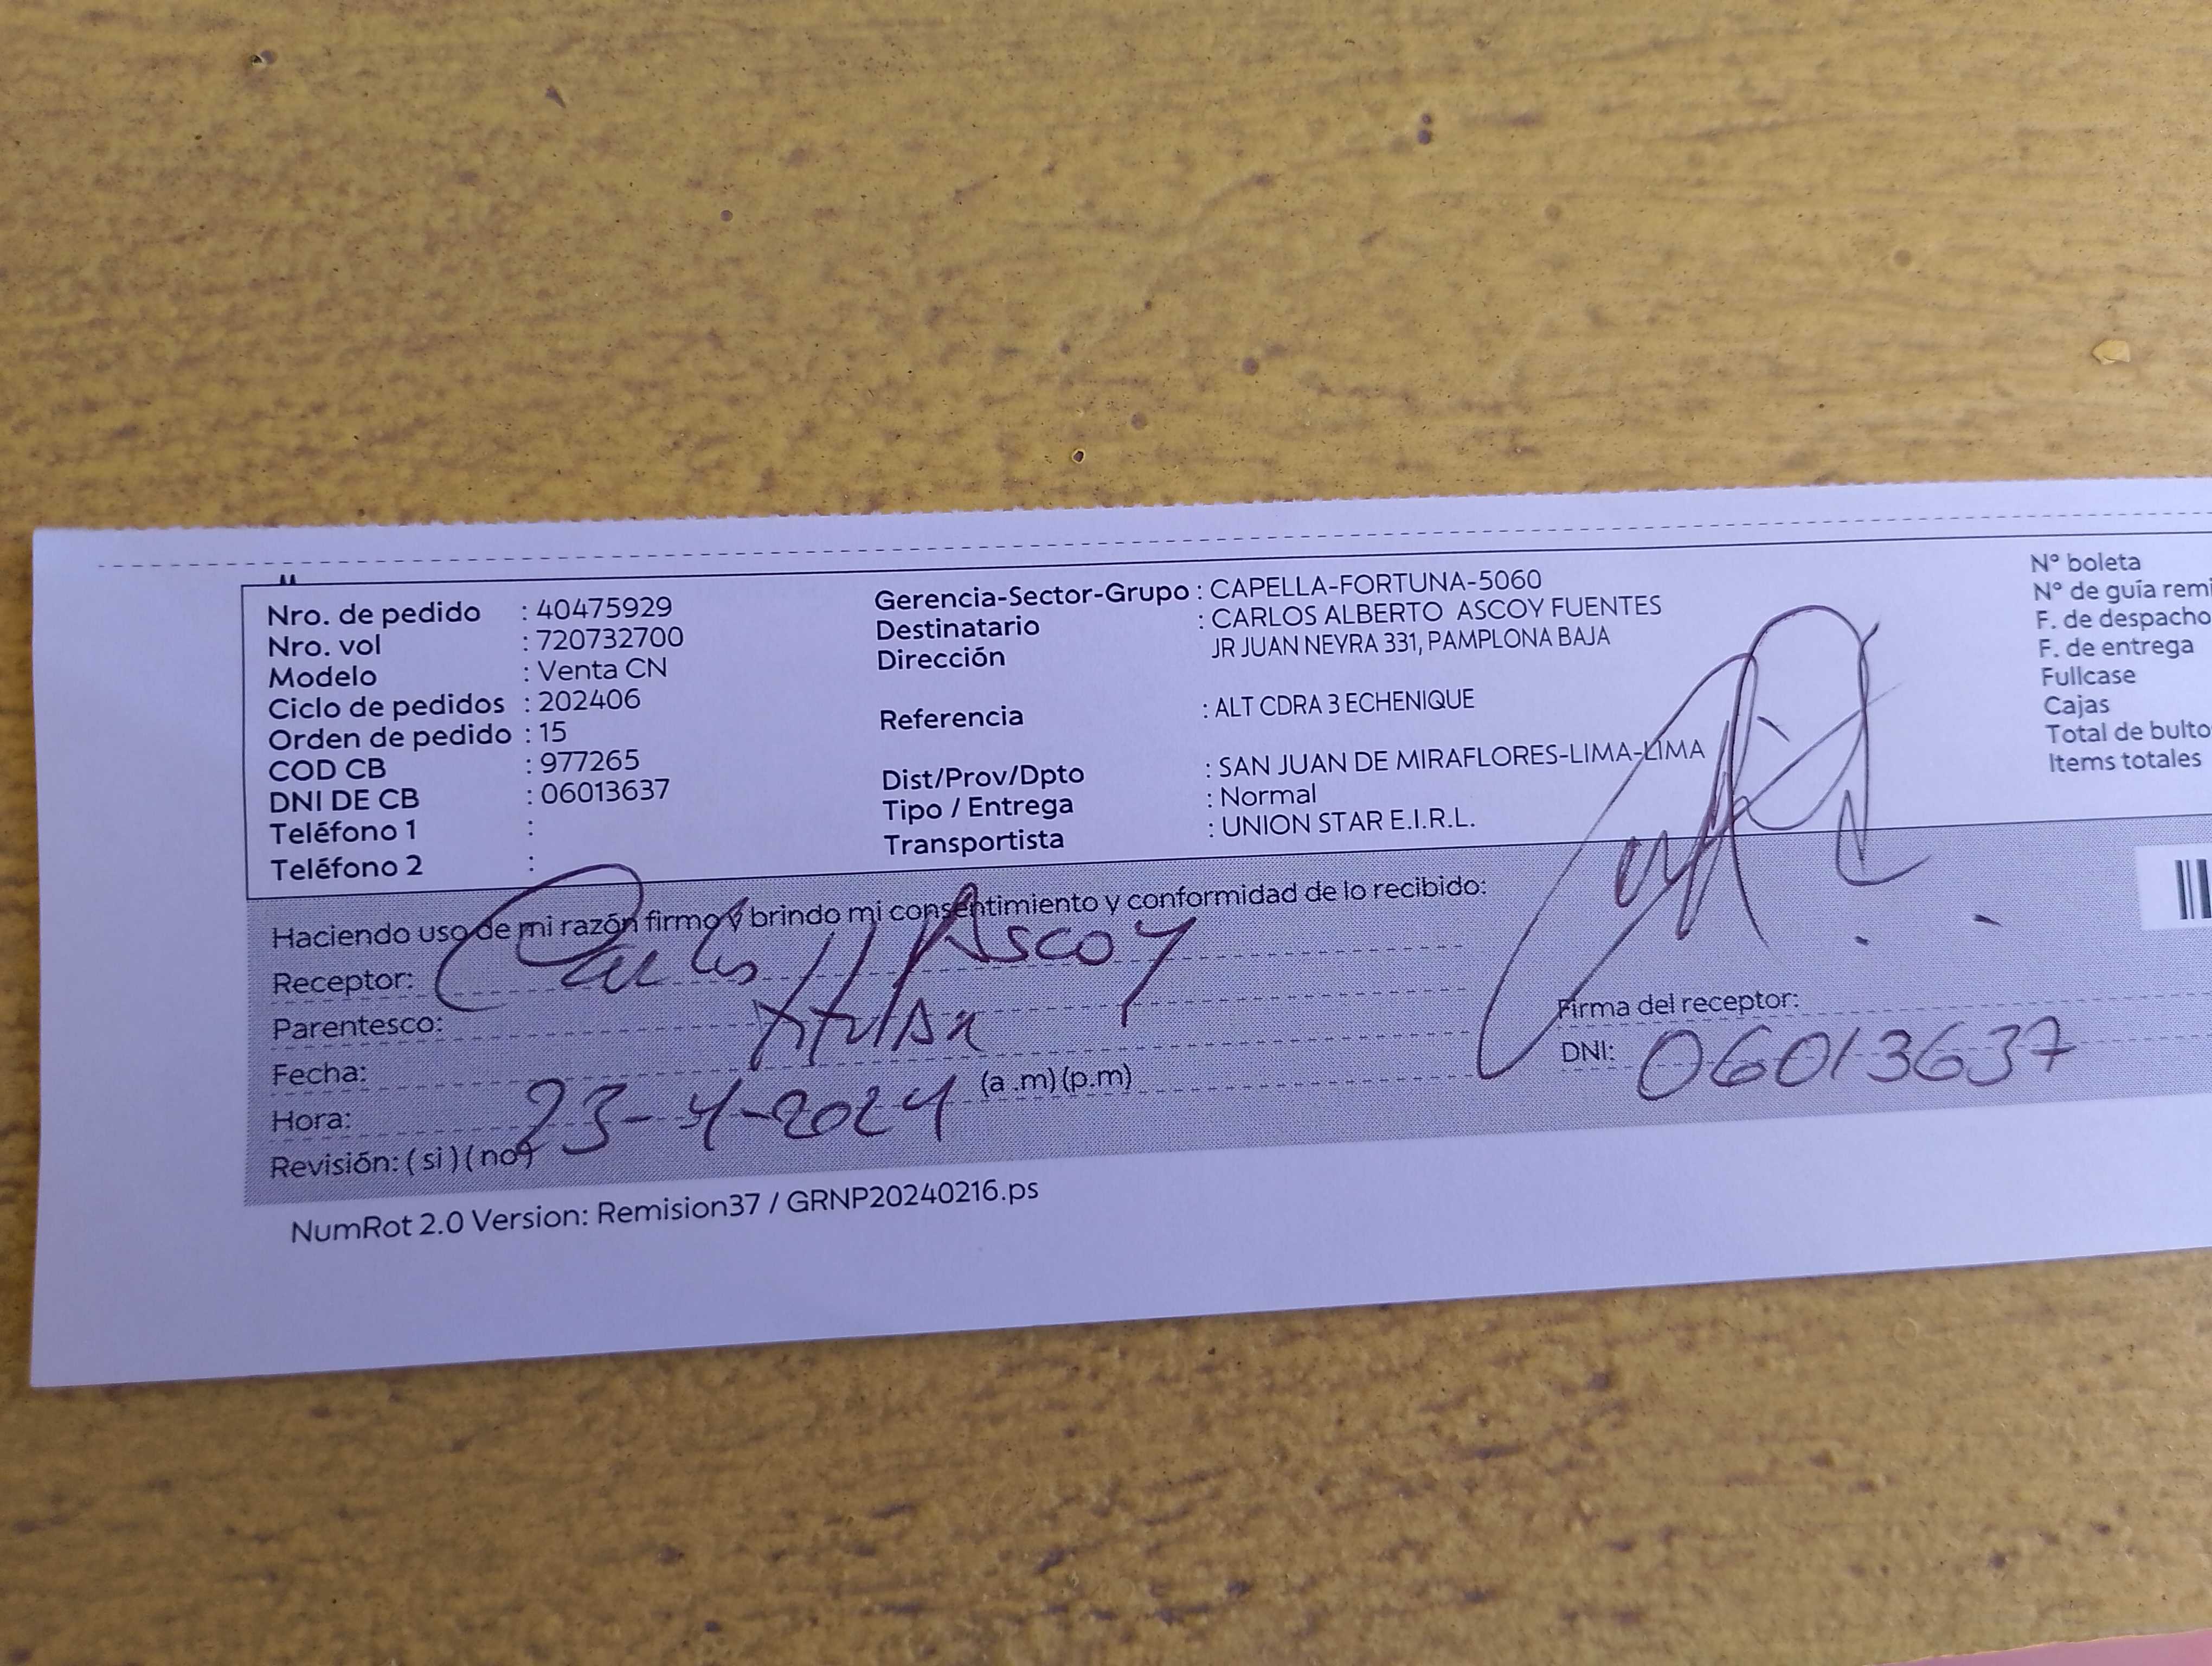 Nro. de pedido : 40475929
Nro. vol : 720732700
Modelo : Venta CN
Ciclo de pedidos : 202406
Orden de pedido : 15
COD CB : 977265
DNI DE CB : 06013637
Teléfono 1 :
Teléfono 2 :
Gerencia-Sector-Grupo : CAPELLA-FORTUNA-5060
Destinatario : CARLOS ALBERTO ASCOY FUENTES
Dirección JR JUAN NEYRA 331, PAMPLONA BAJA
Referencia : ALT CDRA 3 ECHENIQUE
Dist/Prov/Dpto : SAN JUAN DE MIRAFLORES-LIMA-LIMA
Tipo / Entrega : Normal
Transportista : UNION STAR E.I.R.L.
N° boleta
N° de guía remi
F. de despacho
F. de entrega
Fullcase
Cajas
Total de bulto
Items totales
Haciendo uso de mi razón firmo y brindo mi consentimiento y conformidad de lo recibido:
Receptor: Carlos Ascoy
Parentesco: titular
Fecha: 23-4-2024
Hora: (a .m) (p.m)
Revisión: ( si ) ( no )
Firma del receptor:
DNI: 06013637
NumRot 2.0 Version: Remision37 / GRNP20240216.ps